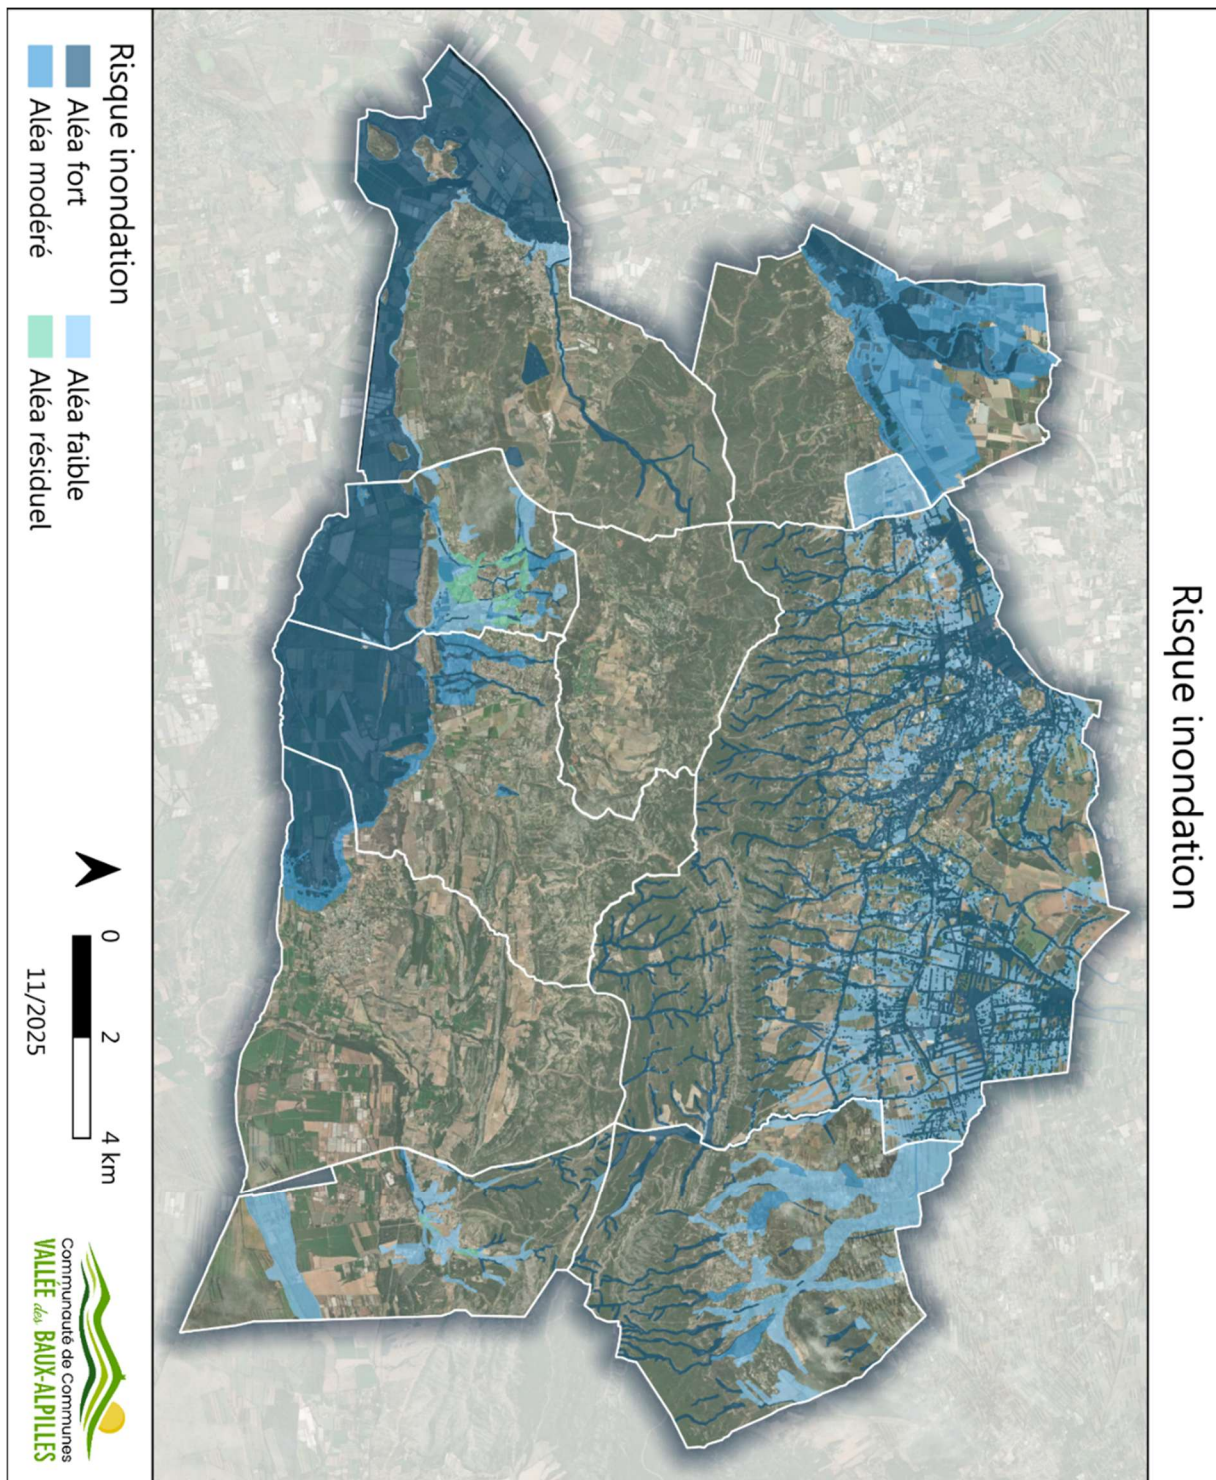 Risque inondation
Risque inondation
Aléa fort
Aléa modéré
Aléa faible
Aléa résiduel
0 2 4 km
11/2025
Communauté de Communes
VALLÉE des BAUX-ALPILLES